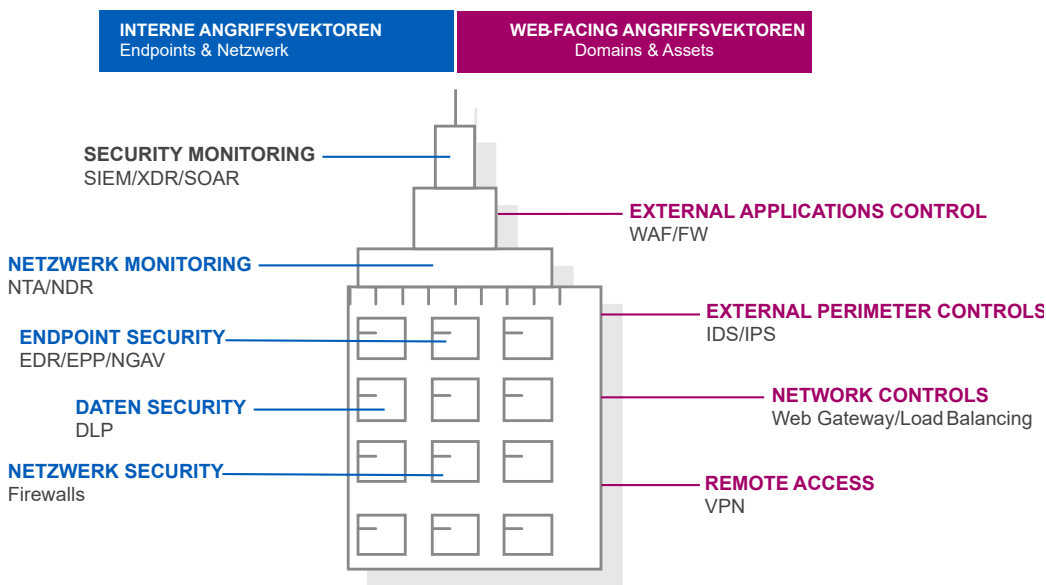 INTERNE ANGRIFFSVEKTOREN
Endpoints & Netzwerk
WEB-FACING ANGRIFFSVEKTOREN
Domains & Assets
SECURITY MONITORING
SIEM/XDR/SOAR
EXTERNAL APPLICATIONS CONTROL
WAF/FW
NETZWERK MONITORING
NTA/NDR
EXTERNAL PERIMETER CONTROLS
IDS/IPS
ENDPOINT SECURITY
EDR/EPP/NGAV
NETWORK CONTROLS
Web Gateway/Load Balancing
DATEN SECURITY
DLP
NETZWERK SECURITY
Firewalls
REMOTE ACCESS
VPN